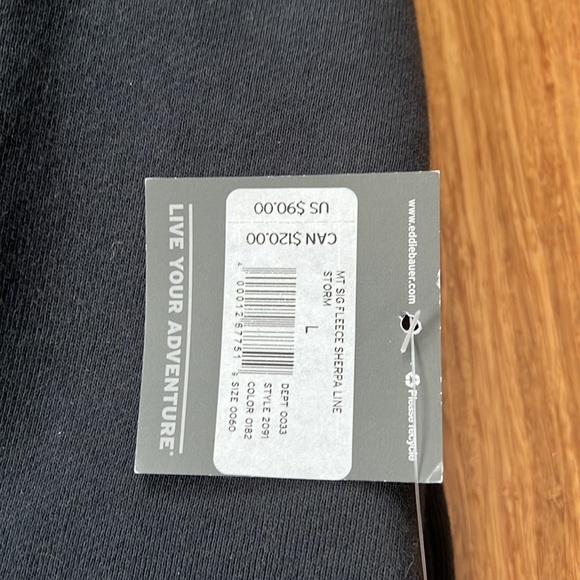 www.eddiebauer.com
Please recycle
MT SIG FLEECE SHERPA LINE
STORM
L
DEPT 0033
STYLE 2091
COLOR 0182
SIZE 0060
CAN $120.00
US $90.00
LIVE YOUR ADVENTURE®